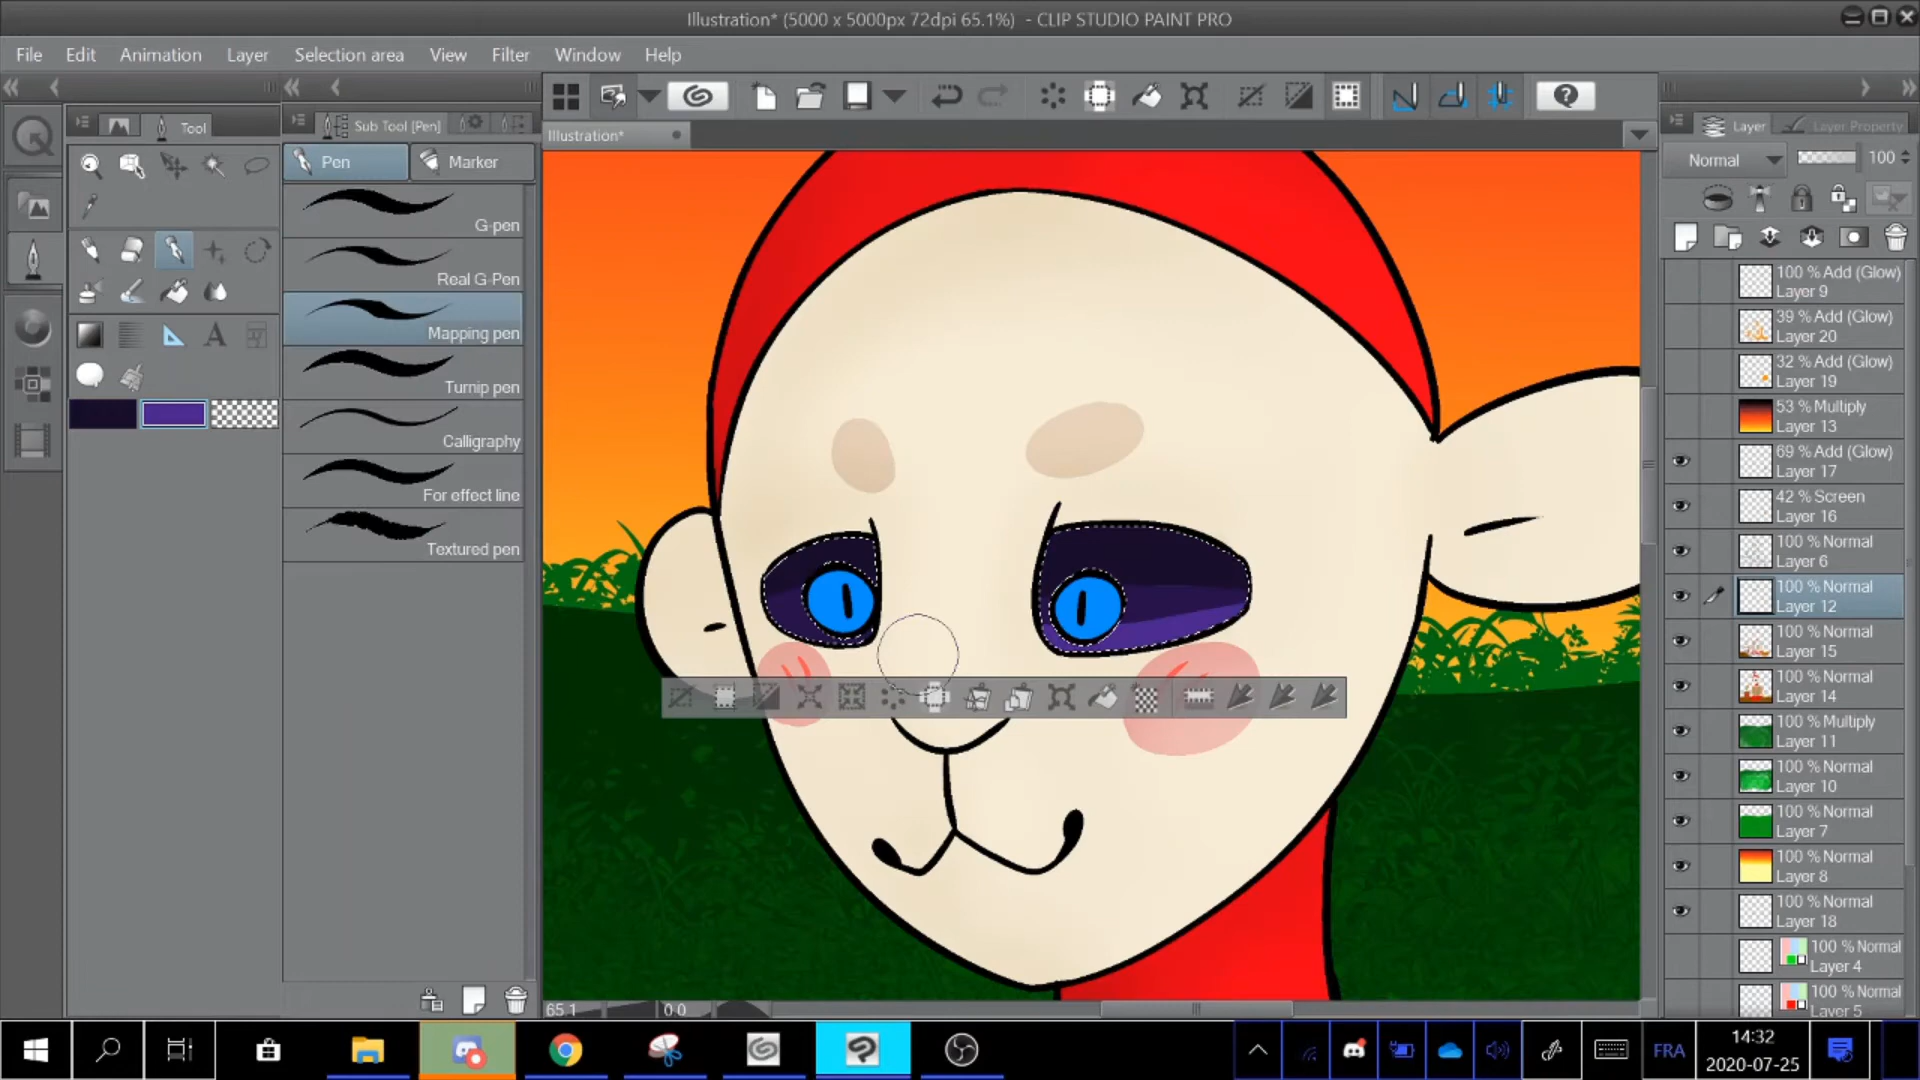 Illustration* (5000 x 5000px 72dpi 65.1%) - CLIP STUDIO PAINT PRO
File Edit Animation Layer Selection area View Filter Window Help
Tool
Sub Tool [Pen]
Illustration*
Layer
Layer Property
Pen
Marker
Normal
100
G-pen
Real G-Pen
Mapping pen
Turnip pen
Calligraphy
For effect line
Textured pen
100 % Add (Glow)
Layer 9
39 % Add (Glow)
Layer 20
32 % Add (Glow)
Layer 19
53 % Multiply
Layer 13
69 % Add (Glow)
Layer 17
42 % Screen
Layer 16
100 % Normal
Layer 6
100 % Normal
Layer 12
100 % Normal
Layer 15
100 % Normal
Layer 14
100 % Multiply
Layer 11
100 % Normal
Layer 10
100 % Normal
Layer 7
100 % Normal
Layer 8
100 % Normal
Layer 18
100 % Normal
Layer 4
100 % Normal
Layer 5
65.1
0.0
FRA
14:32
2020-07-25